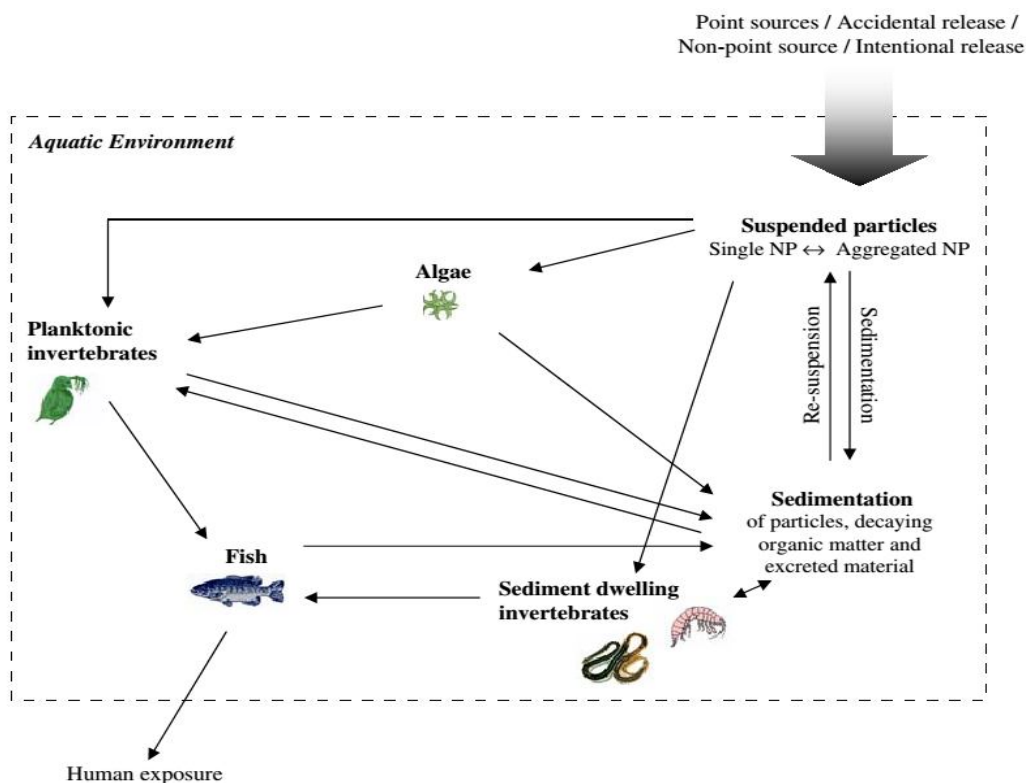 Point sources / Accidental release /
Non-point source / Intentional release
Aquatic Environment
Suspended particles
Single NP ↔ Aggregated NP
Algae
Planktonic
invertebrates
Re-suspension
Sedimentation
Sedimentation
of particles, decaying
organic matter and
excreted material
Fish
Sediment dwelling
invertebrates
Human exposure